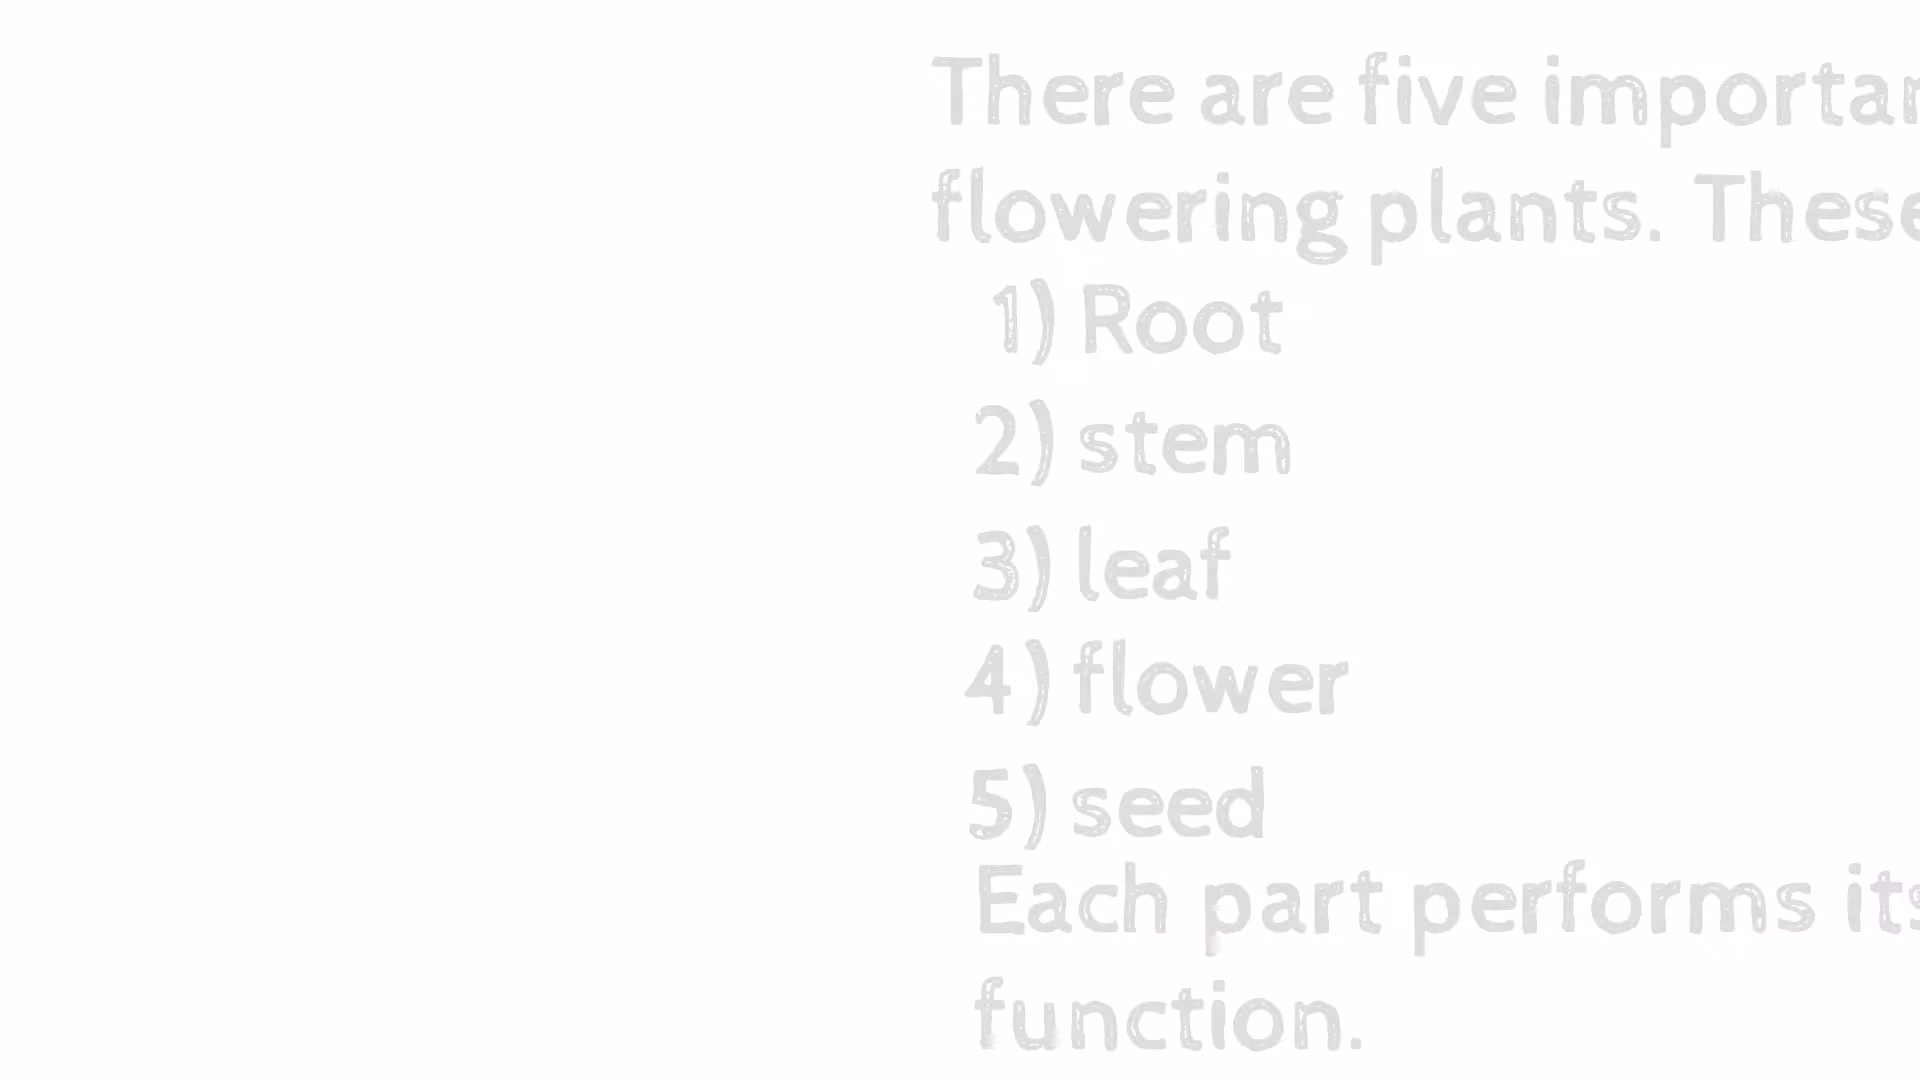 There are five importan
flowering plants. These
1) Root
2) stem
3) leaf
4) flower
5) seed
Each part performs its
function.